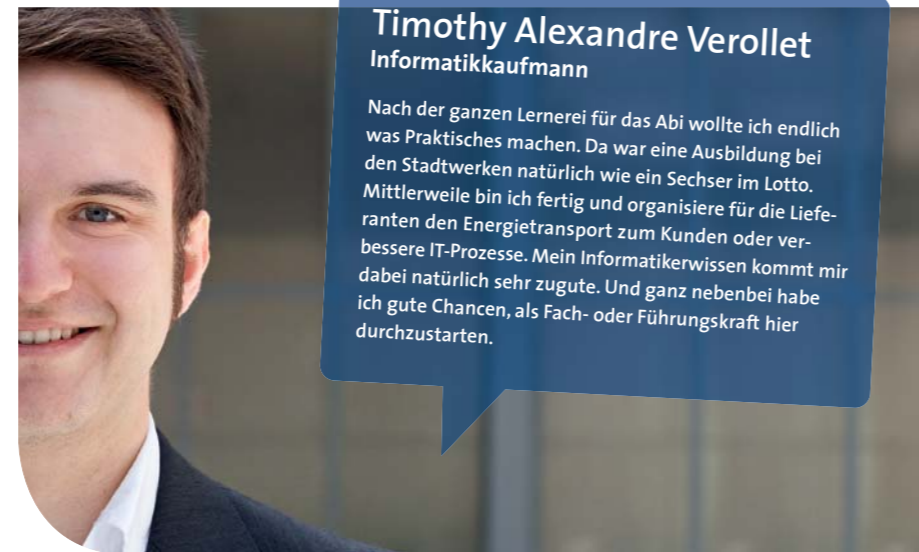 Timothy Alexandre Verollet
Informatikkaufmann
Nach der ganzen Lernerei für das Abi wollte ich endlich
was Praktisches machen. Da war eine Ausbildung bei
den Stadtwerken natürlich wie ein Sechser im Lotto.
Mittlerweile bin ich fertig und organisiere für die Liefe-
ranten den Energietransport zum Kunden oder ver-
bessere IT-Prozesse. Mein Informatikerwissen kommt mir
dabei natürlich sehr zugute. Und ganz nebenbei habe
ich gute Chancen, als Fach- oder Führungskraft hier
durchzustarten.